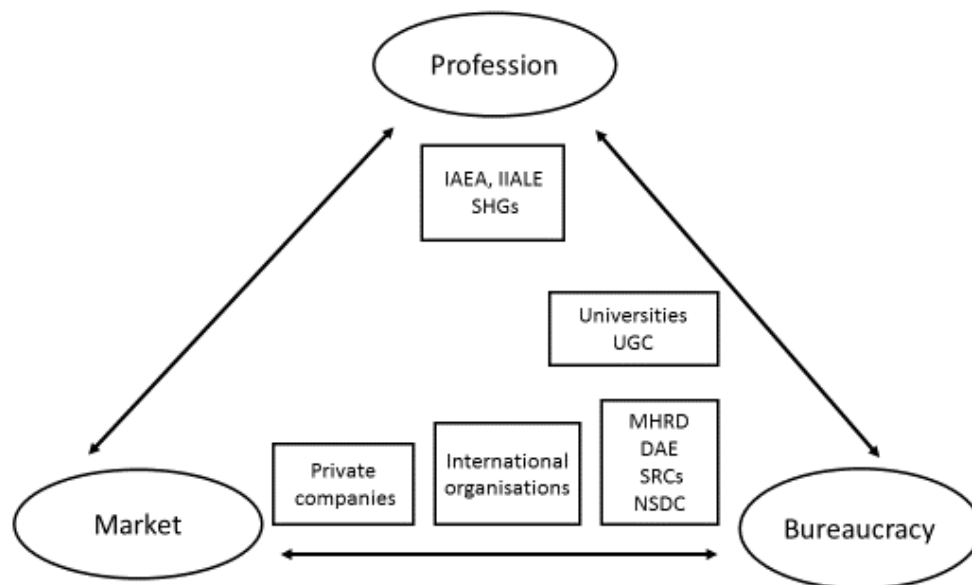 Profession
IAEA, IIALE
SHGs
Universities
UGC
MHRD
DAE
SRCs
NSDC
International
organisations
Private
companies
Market
Bureaucracy